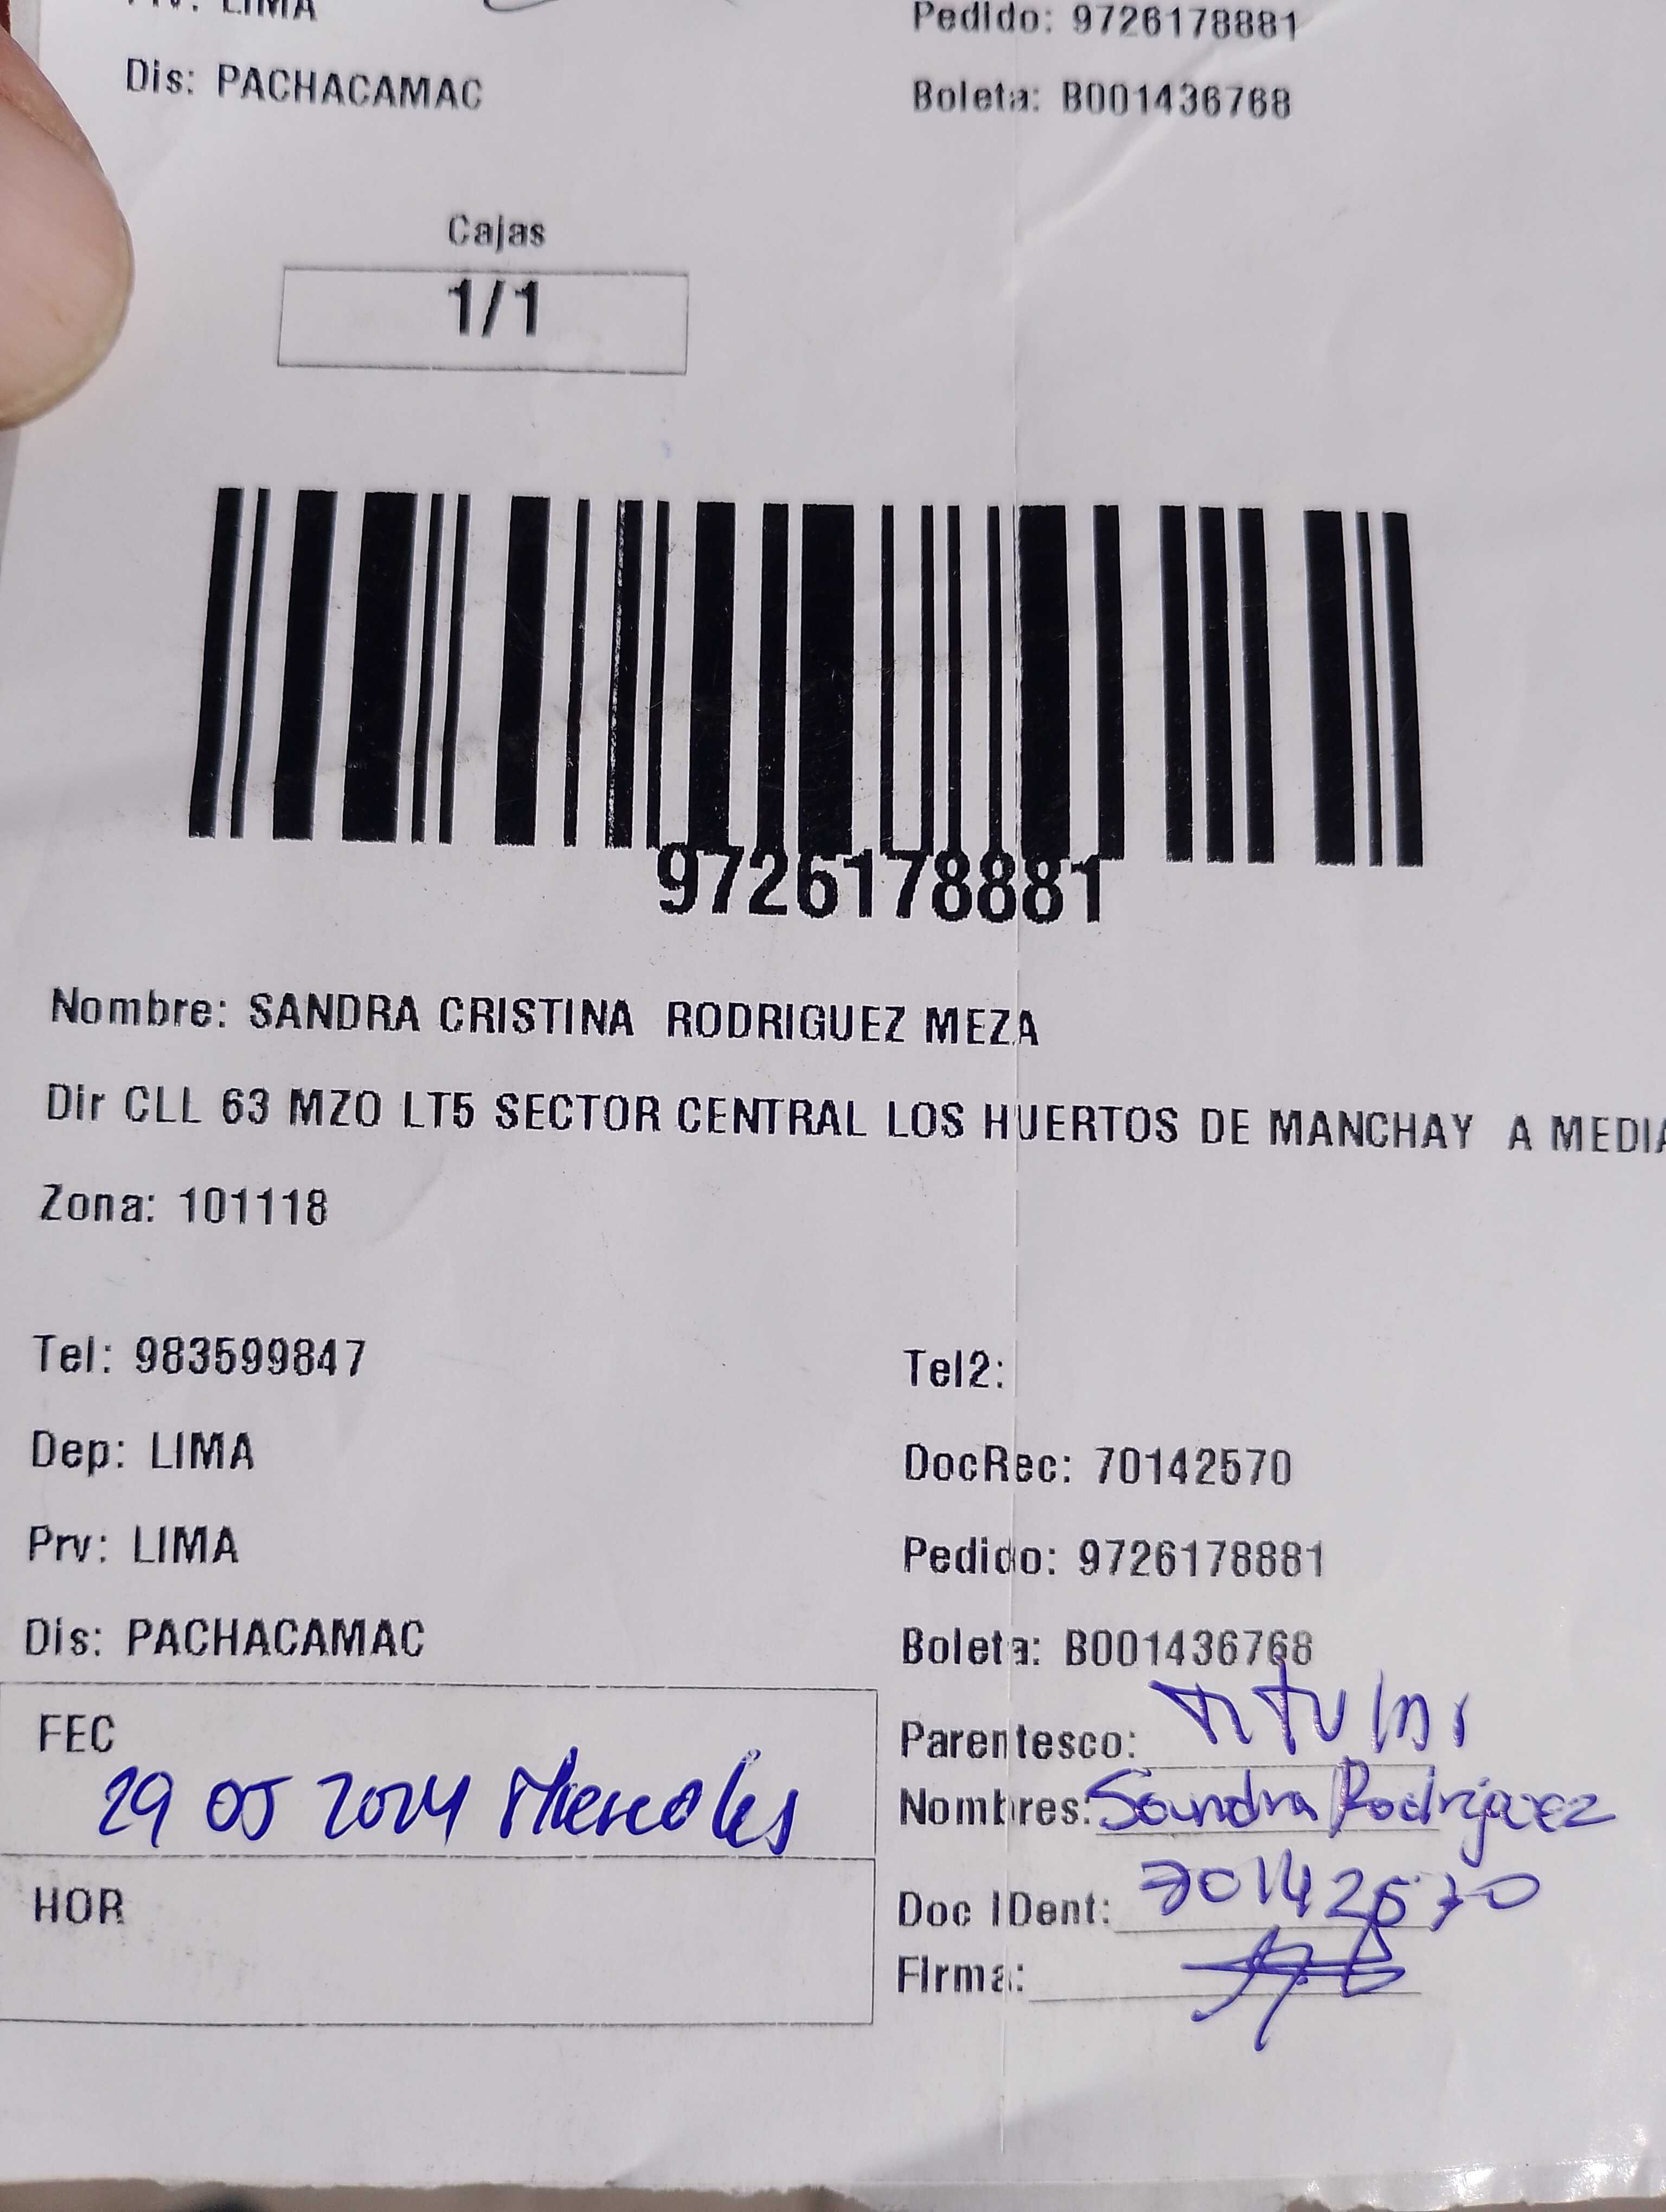 Prv: LIMA
Pedido: 9726178881
Dis: PACHACAMAC
Boleta: B001436768
Cajas
1/1
9726178881
Nombre: SANDRA CRISTINA RODRIGUEZ MEZA
Dir CLL 63 MZO LT5 SECTOR CENTRAL LOS HUERTOS DE MANCHAY A MEDIA
Zona: 101118
Tel: 983599847
Tel2:
Dep: LIMA
DocRec: 70142570
Prv: LIMA
Pedido: 9726178881
Dis: PACHACAMAC
Boleta: B001436768
FEC
29 05 2024 Miercoles
HOR
Parentesco: titular
Nombres: Sandra Rodriguez
Doc IDent: 70142570
Firma: